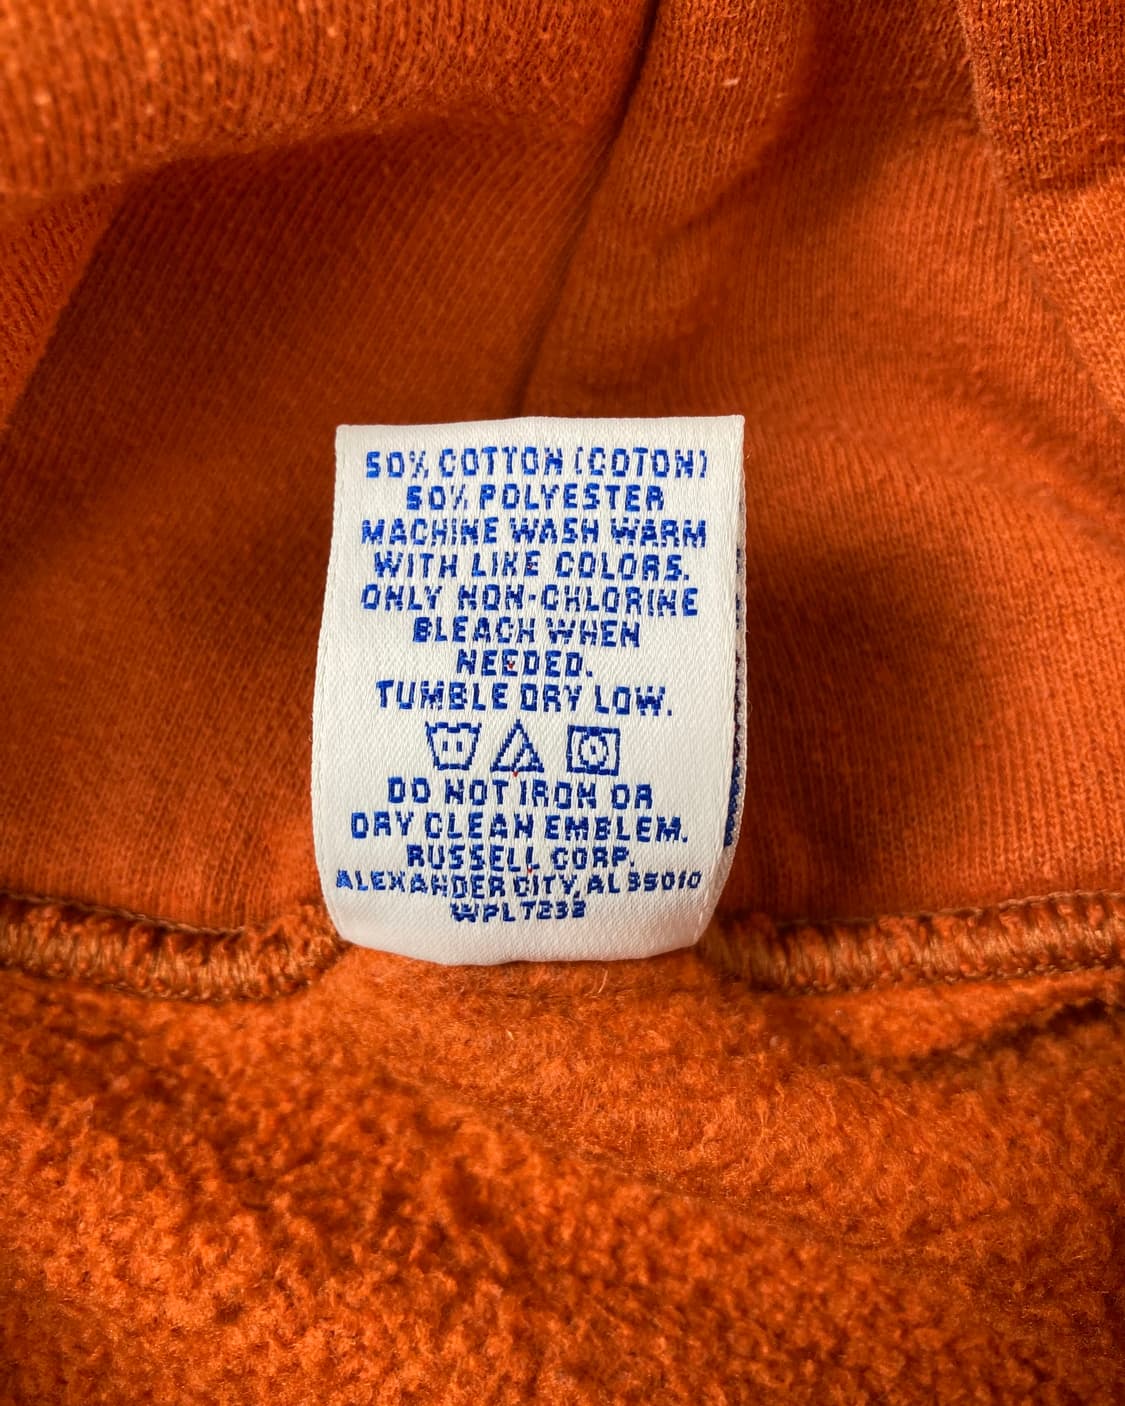 50% COTTON (COTON)
50% POLYESTER
MACHINE WASH WARM
WITH LIKE COLORS.
ONLY NON-CHLORINE
BLEACH WHEN
NEEDED.
TUMBLE DRY LOW.
DO NOT IRON OR
DRY CLEAN EMBLEM.
RUSSELL CORP.
ALEXANDER CITY, AL 35010
WPL 7232